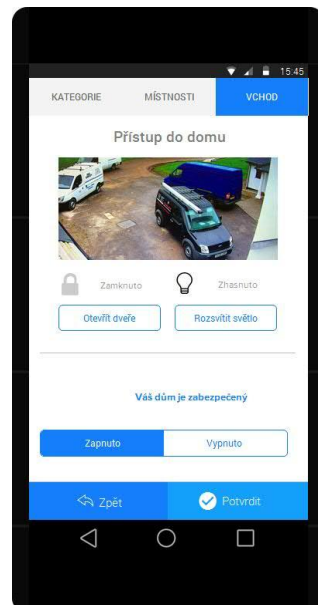 15:45
KATEGORIE MÍSTNOSTI VCHOD
Přístup do domu
Zamknuto Zhasnuto
Otevřít dveře Rozsvítit světlo
Váš dům je zabezpečený
Zapnuto Vypnuto
Zpět Potvrdit